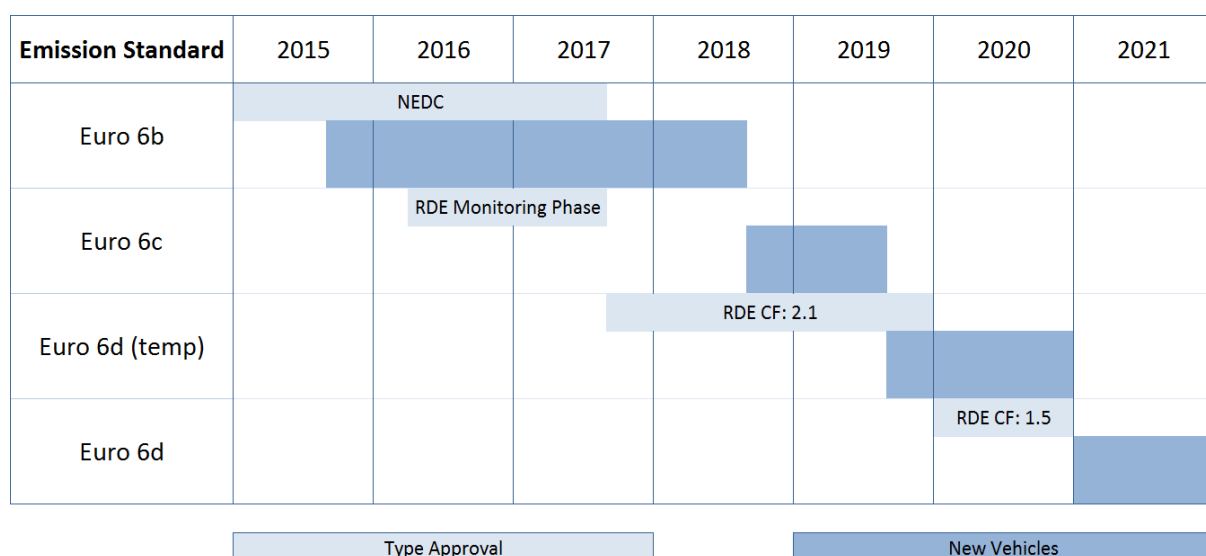 Emission Standard 2015 2016 2017 2018 2019 2020 2021
NEDC
Euro 6b
RDE Monitoring Phase
Euro 6c
RDE CF: 2.1
Euro 6d (temp)
RDE CF: 1.5
Euro 6d
Type Approval New Vehicles